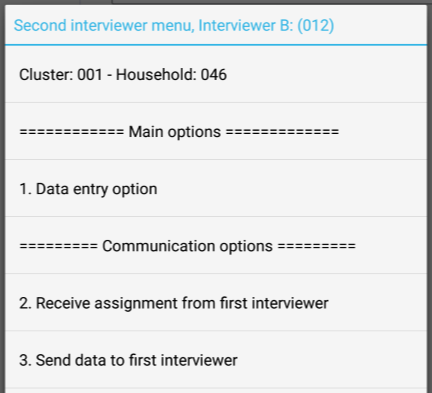 Second interviewer menu, Interviewer B: (012)
Cluster: 001 - Household: 046
============ Main options =============
1. Data entry option
========= Communication options =========
2. Receive assignment from first interviewer
3. Send data to first interviewer